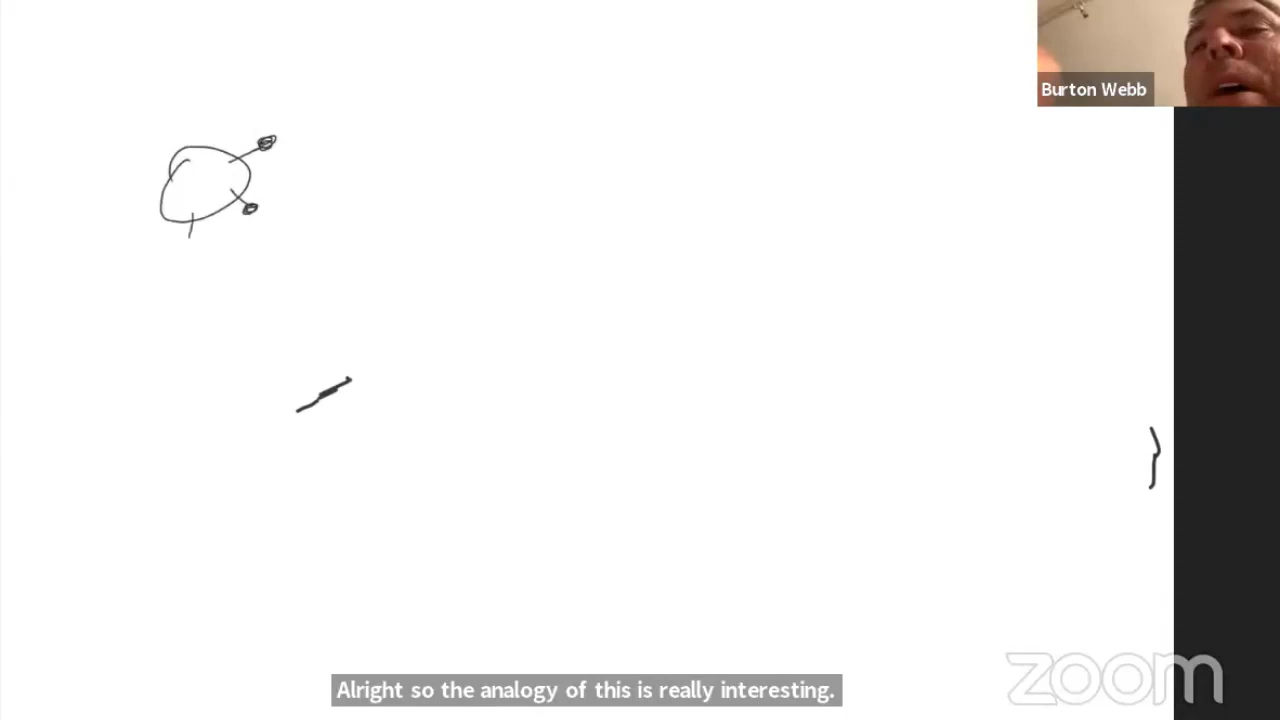 Burton Webb
Alright so the analogy of this is really interesting.
zoom